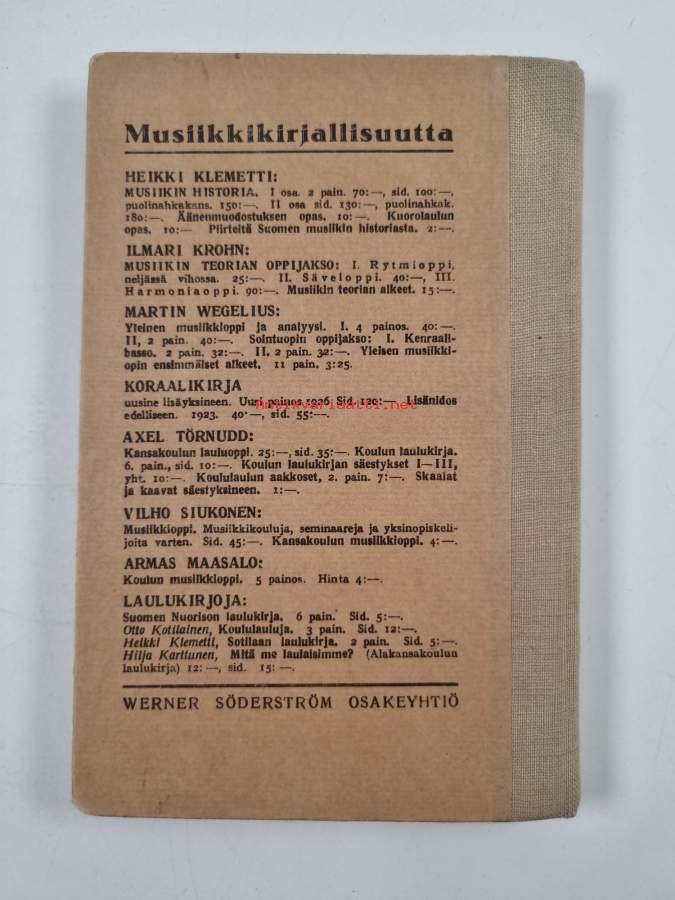 Musiikkikirjallisuutta
HEIKKI KLEMETTI:
MUSIIKIN HISTORIA. I osa. 2 pain. 70:—, sid. 100:—,
puolinahkakans. 150:—. II osa sid. 130:—, puolinahkak.
180:—. Äänenmuodostuksen opas. 10:—. Kuorolaulun
opas. 10:— Piirteitä Suomen musiikin historiasta. 2:—.
ILMARI KROHN:
MUSIIKIN TEORIAN OPPIJAKSO: I. Rytmioppi,
neljässä vihossa. 25:—. II. Säveloppi. 40:—, III.
Harmoniaoppi. 90:—. Musiikin teorian alkeet. 15:—.
MARTIN WEGELIUS:
Yleinen musiikkioppi ja analyysi. I. 4 painos. 40:—.
II, 2 pain. 40:—. Sointuopin oppijakso: I. Kenraali-
basso. 2 pain. 32:—. II. 2 pain. 32:—. Yleisen musiikki-
opin ensimmäiset alkeet. 11 pain. 3:25.
KORAALIKIRJA
uusine lisäyksineen. Uusi painos 1926. Sid. 120:—. Lisänidos
Antikvariaatti.net
edelliseen. 1923. 40:—, sid. 55:—.
AXEL TÖRNUDD:
Kansakoulun lauluoppi. 25:—, sid. 35:—. Koulun laulukirja.
6. pain., sid. 10:—. Koulun laulukirjan säestykset I—III,
yht. 10:—. Koululaulun aakkoset, 2. pain. 7:—. Skaalat
ja kaavat säestyksineen. 1:—.
VILHO SIUKONEN:
Musiikkioppi. Musiikkikouluja, seminaareja ja yksinopiskeli-
joita varten. Sid. 45:—. Kansakoulun musiikkioppi. 4:—.
ARMAS MAASALO:
Koulun musiikkioppi. 5 painos. Hinta 4:—.
LAULUKIRJOJA:
Suomen Nuorison laulukirja. 6 pain. Sid. 5:—.
Otto Kotilainen, Koululauluja. 3 pain. Sid. 12:—.
Heikki Klemetti, Sotilaan laulukirja. 2 pain. Sid. 5:—.
Hilja Karttunen, Mitä me laulaisimme? (Alakansakoulun
laulukirja) 12:—, sid. 15:—.
WERNER SÖDERSTRÖM OSAKEYHTIÖ